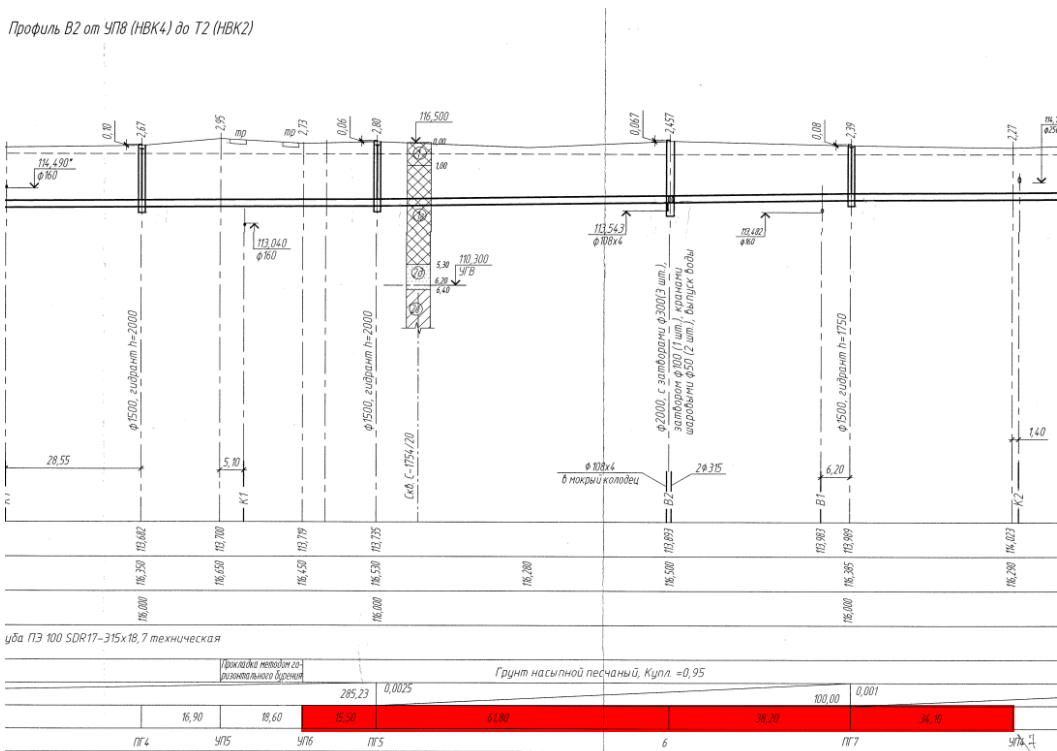 Профиль В2 от УП8 (НВК4) до Т2 (НВК2)
0,10
2,67
2,95
тр
тр
2,73
0,06
2,80
116,500
0,00
1,00
0,067
2,457
0,08
2,39
2,27
114,490*
ф160
113,040
ф160
5,30
2д
6,20
6,40
110,300
УГВ
113,543
ф108х4
113,482
ф160
ф1500, гидрант h=2000
ф1500, гидрант h=2000
Скв. С-1754/20
ф2000, с затворами ф300(3 шт.),
затвором ф100 (1 шт.), кранами
шаровыми ф50 (2 шт.), выпуск воды
ф1500, гидрант h=1750
28,55
5,10
К1
ф108х4
в мокрый колодец
2ф315
В2
В1
6,20
1,40
К2
113,682
113,700
113,719
113,735
113,893
113,983
113,989
114,023
116,350
116,650
116,450
116,530
116,280
116,500
116,385
116,290
116,000
116,000
116,000
уба ПЭ 100 SDR17-315х18,7 техническая
Прокладка методом го-
ризонтального бурения
Грунт насыпной песчаный, Купл. =0,95
285,23
0,0025
100,00
0,001
16,90
18,60
15,50
61,80
38,20
34,10
ПГ4
УП5
УП6
ПГ5
6
ПГ7
УП4